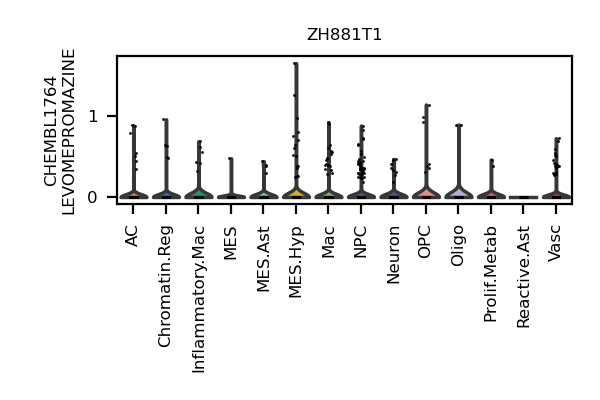 ZH881T1
CHEMBL1764
LEVOMEPROMAZINE
1
0
AC
Chromatin.Reg
Inflammatory.Mac
MES
MES.Ast
MES.Hyp
Mac
NPC
Neuron
OPC
Oligo
Prolif.Metab
Reactive.Ast
Vasc